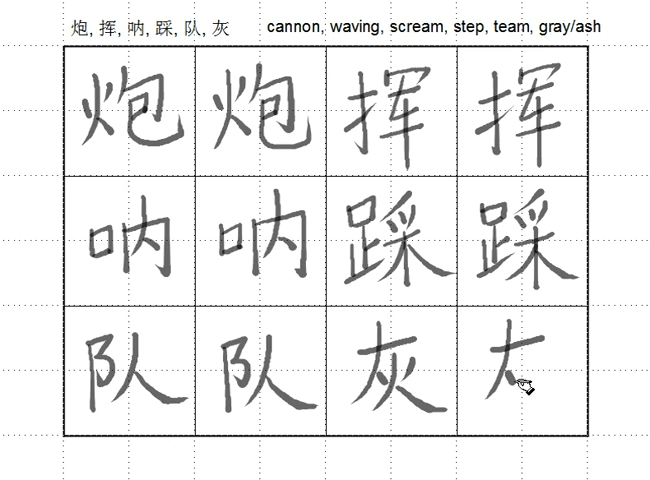 炮, 挥, 呐, 踩, 队, 灰 cannon, waving, scream, step, team, gray/ash
炮 炮 挥 挥
呐 呐 踩 踩
队 队 灰